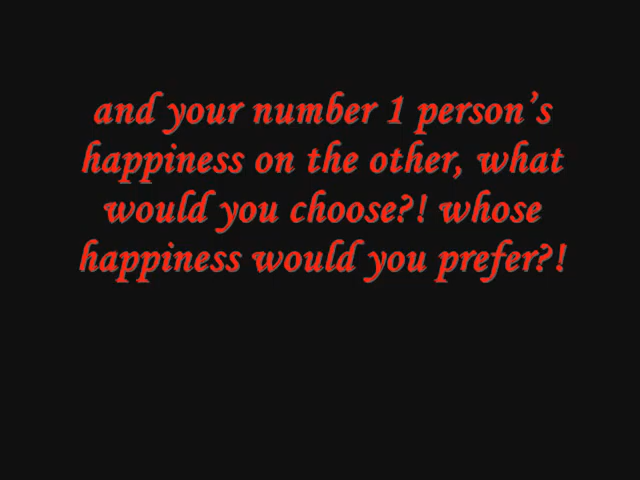 and your number 1 person's
happiness on the other, what
would you choose?! whose
happiness would you prefer?!